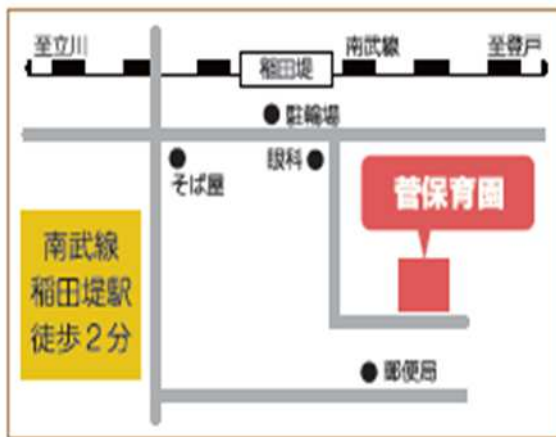 至立川
南武線
至登戸
稲田堤
駐輪場
眼科
そば屋
菅保育園
南武線
稲田堤駅
徒歩2分
郵便局